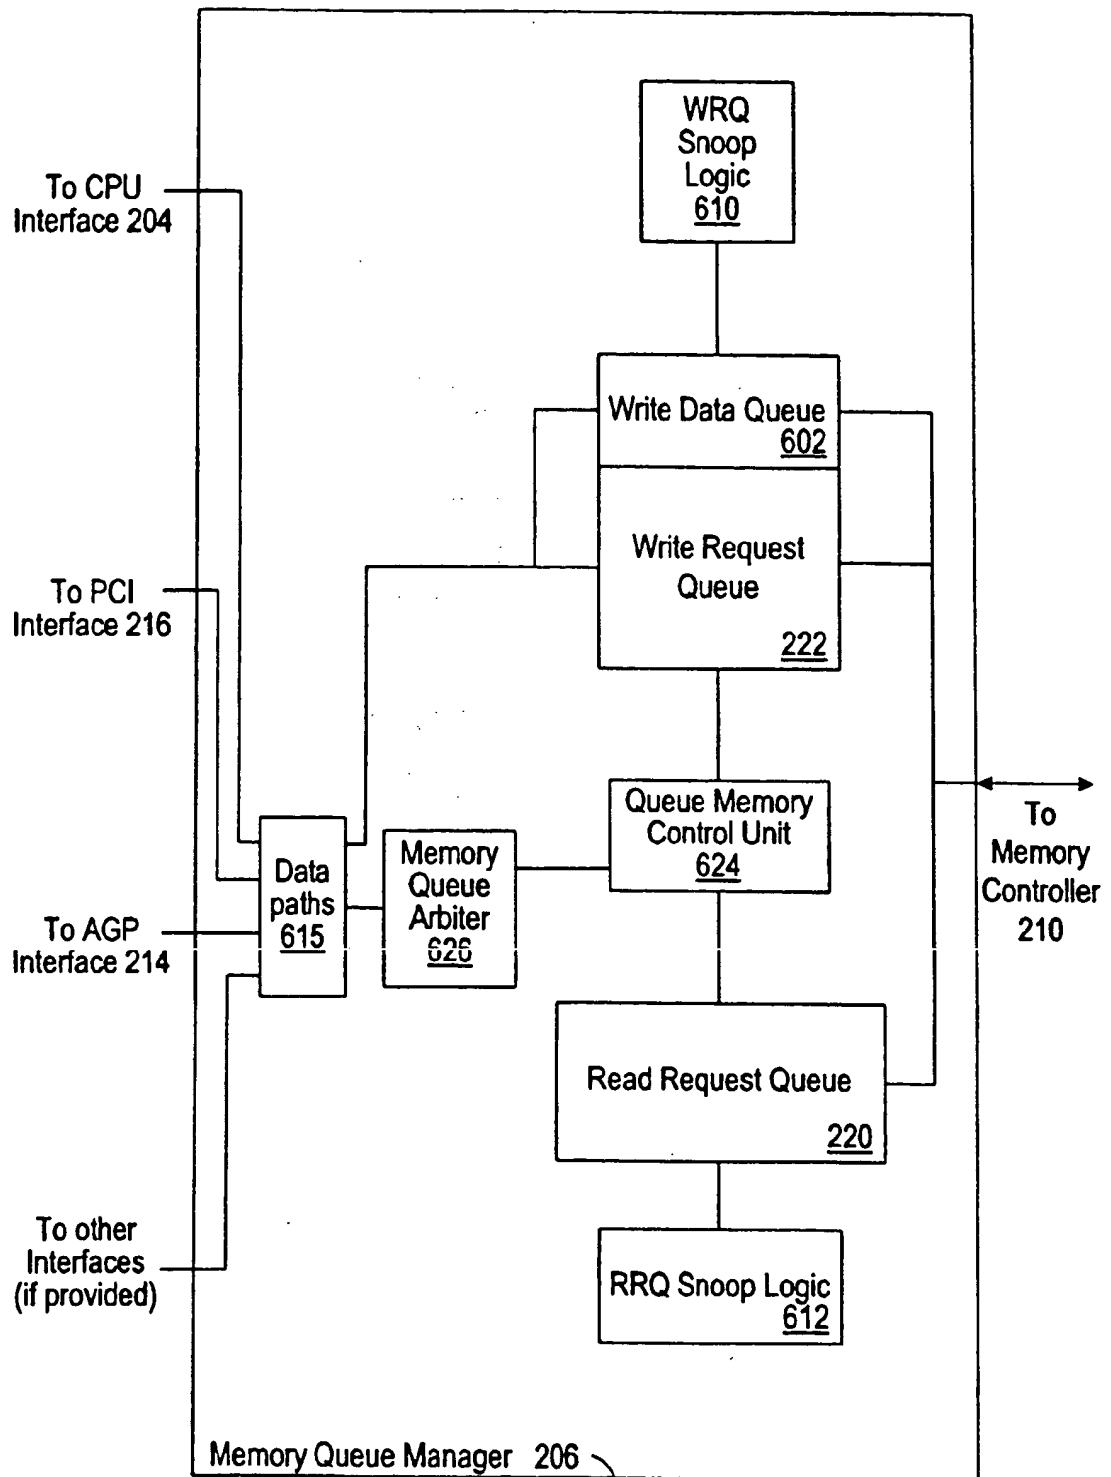 WRQ
Snoop
Logic
610
To CPU
Interface 204
Write Data Queue
602
Write Request
Queue
222
To PCI
Interface 216
Queue Memory
Control Unit
624
To
Memory
Controller
210
Data
paths
615
Memory
Queue
Arbiter
626
To AGP
Interface 214
Read Request Queue
220
To other
Interfaces
(if provided)
RRQ Snoop Logic
612
Memory Queue Manager 206